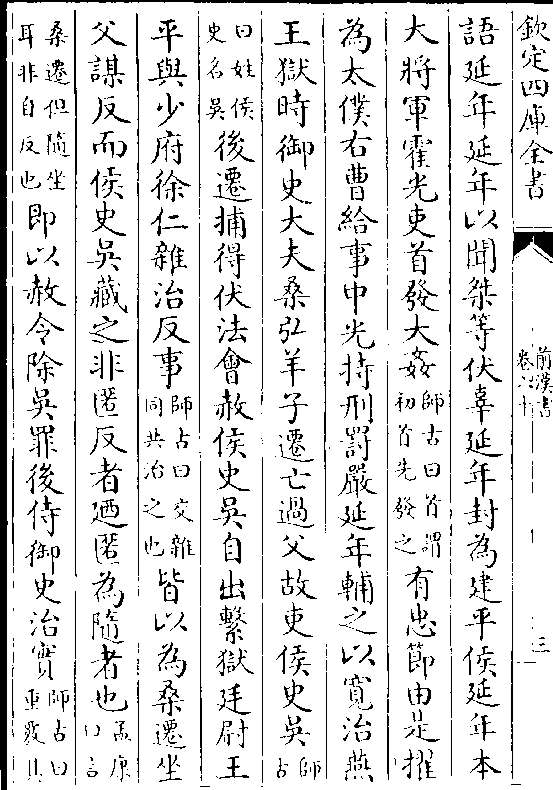 欽定四庫全書
前漢書
卷六十
三
語延年延年以聞桀等伏辜延年封為建平侯延年本
大將軍霍光吏首發大姦師古曰首謂初首先發之有忠節由是擢
為太僕右曹給事中光持刑罰嚴延年輔之以寛治燕
王獄時御史大夫桑弘羊子遷亡過父故吏侯史吳師古
曰姓侯史名吳後遷捕得伏法會赦侯史吳自出繫獄廷尉王
平與少府徐仁雜治反事師古曰交雜同共治之也皆以為桑遷坐
父謀反而侯史吳藏之非匿反者廼匿為隨者也孟康曰言
桑遷但隨坐耳非自反也即以赦令除吳罪後侍御史治實師古曰重覈其